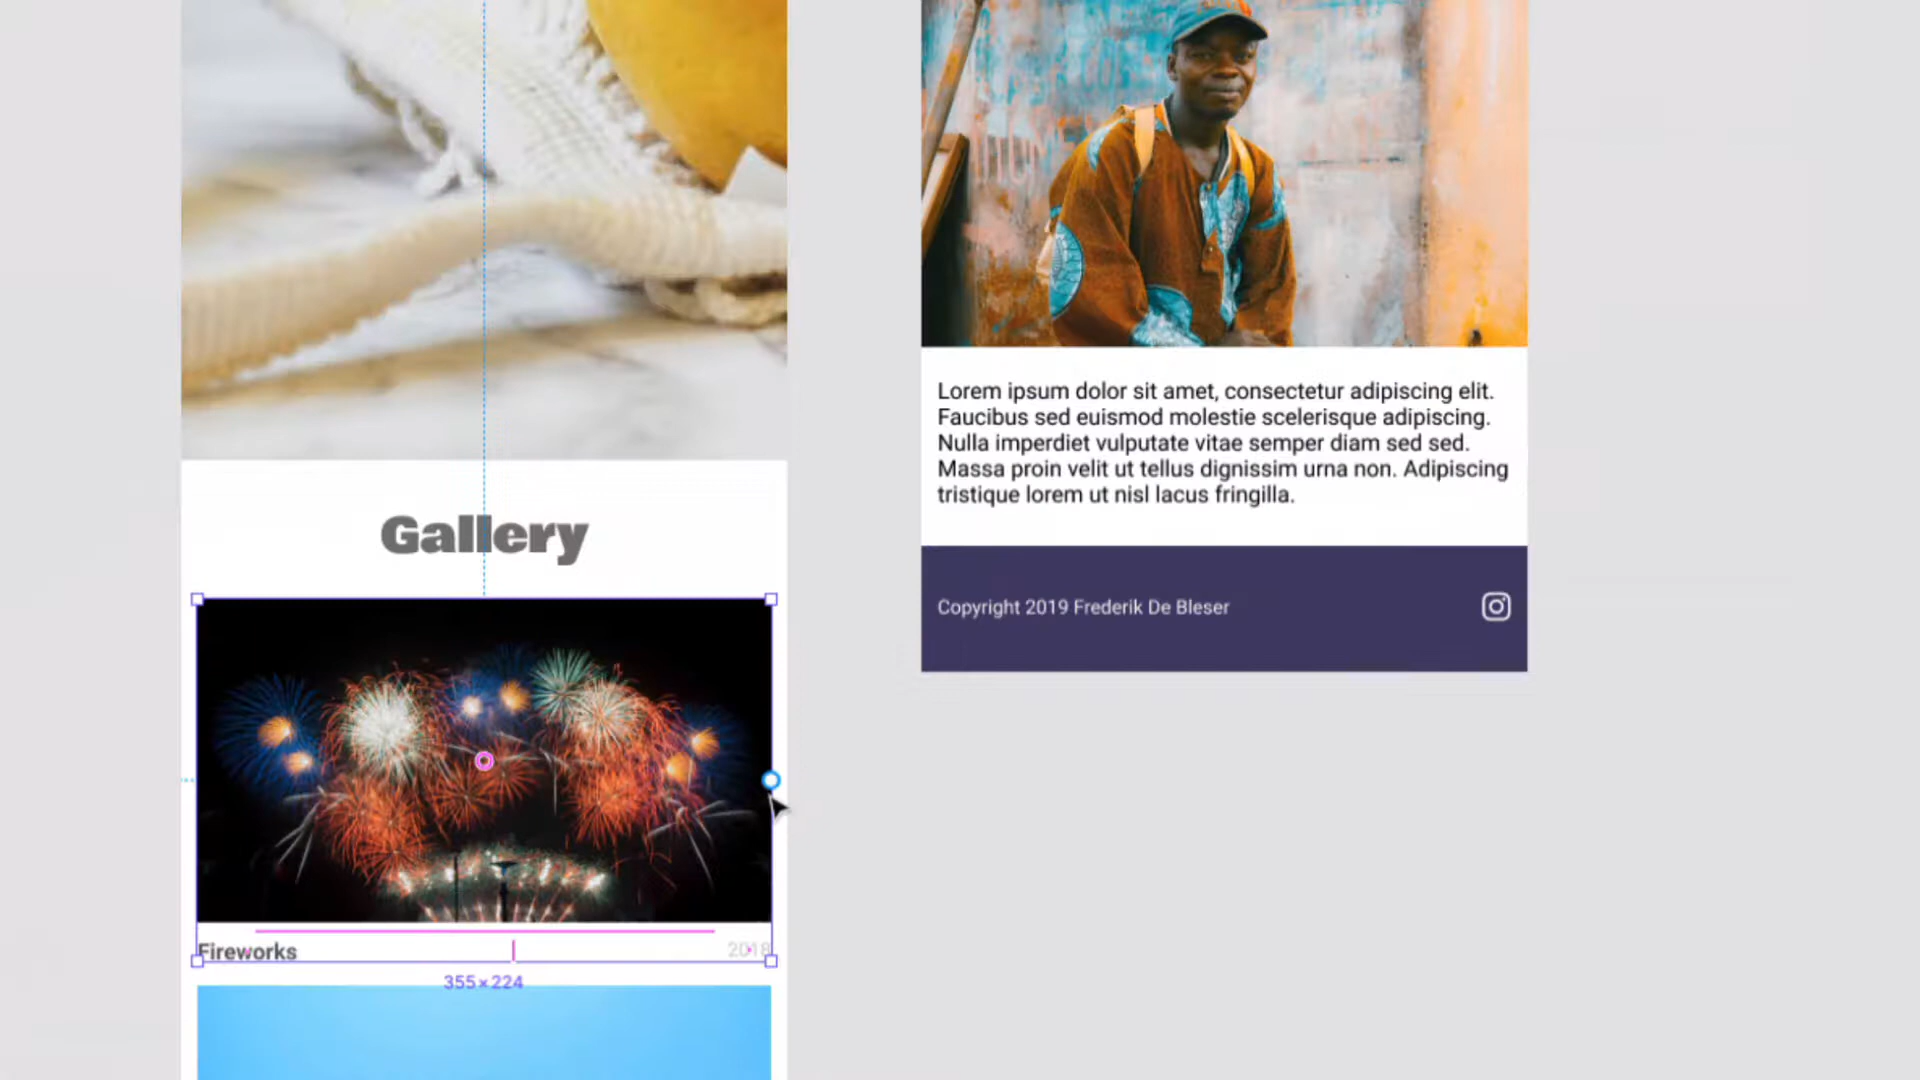 Gallery
Fireworks
2018
355×224
Lorem ipsum dolor sit amet, consectetur adipiscing elit.
Faucibus sed euismod molestie scelerisque adipiscing.
Nulla imperdiet vulputate vitae semper diam sed sed.
Massa proin velit ut tellus dignissim urna non. Adipiscing
tristique lorem ut nisl lacus fringilla.
Copyright 2019 Frederik De Bleser